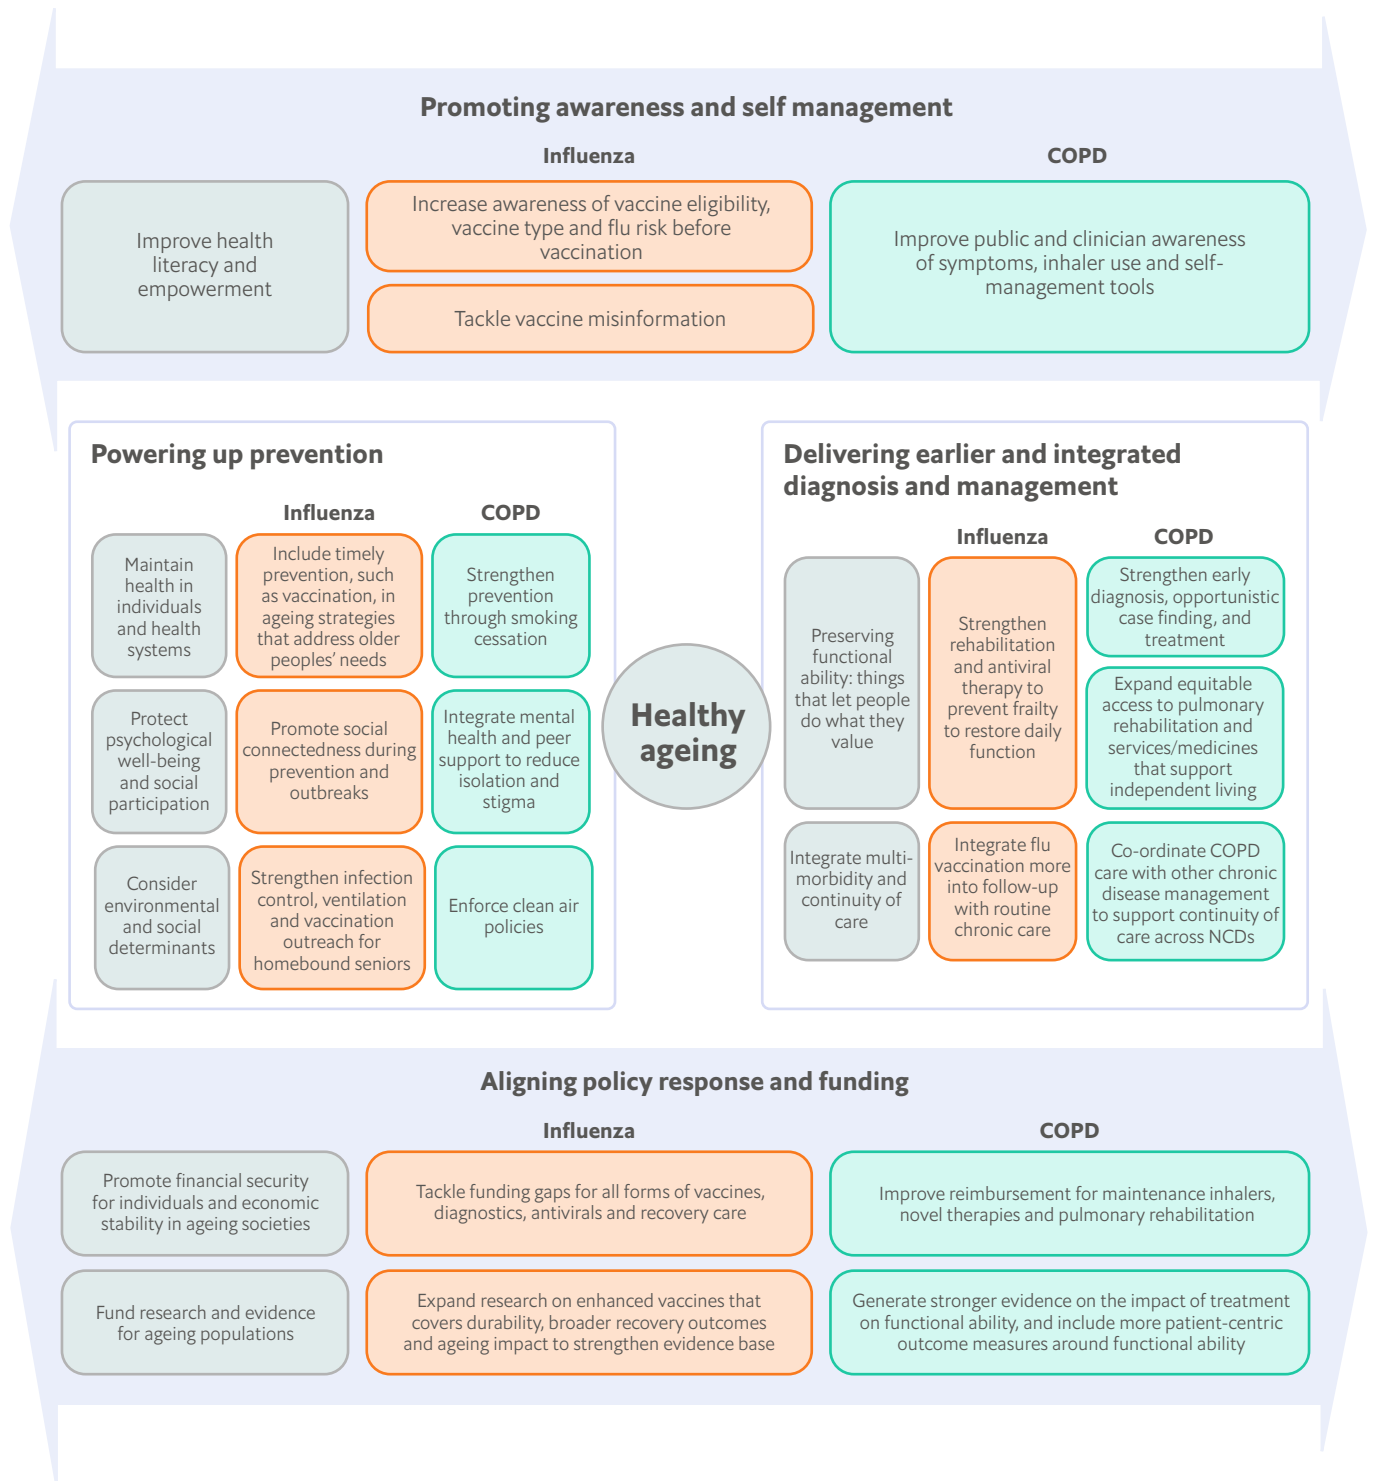 Promoting awareness and self management
Influenza
COPD
Improve health
literacy and
empowerment
Increase awareness of vaccine eligibility,
vaccine type and flu risk before
vaccination
Tackle vaccine misinformation
Improve public and clinician awareness
of symptoms, inhaler use and self-
management tools
Powering up prevention
Influenza
COPD
Maintain
health in
individuals
and health
systems
Include timely
prevention, such
as vaccination, in
ageing strategies
that address older
peoples’ needs
Strengthen
prevention
through smoking
cessation
Protect
psychological
well-being
and social
participation
Promote social
connectedness during
prevention and
outbreaks
Integrate mental
health and peer
support to reduce
isolation and
stigma
Consider
environmental
and social
determinants
Strengthen infection
control, ventilation
and vaccination
outreach for
homebound seniors
Enforce clean air
policies
Healthy
ageing
Delivering earlier and integrated
diagnosis and management
Influenza
COPD
Preserving
functional
ability: things
that let people
do what they
value
Strengthen
rehabilitation
and antiviral
therapy to
prevent frailty
to restore daily
function
Strengthen early
diagnosis, opportunistic
case finding, and
treatment
Expand equitable
access to pulmonary
rehabilitation and
services/medicines
that support
independent living
Integrate multi-
morbidity and
continuity of
care
Integrate flu
vaccination more
into follow-up
with routine
chronic care
Co-ordinate COPD
care with other chronic
disease management
to support continuity of
care across NCDs
Aligning policy response and funding
Influenza
COPD
Promote financial security
for individuals and economic
stability in ageing societies
Tackle funding gaps for all forms of vaccines,
diagnostics, antivirals and recovery care
Improve reimbursement for maintenance inhalers,
novel therapies and pulmonary rehabilitation
Fund research and evidence
for ageing populations
Expand research on enhanced vaccines that
covers durability, broader recovery outcomes
and ageing impact to strengthen evidence base
Generate stronger evidence on the impact of treatment
on functional ability, and include more patient-centric
outcome measures around functional ability